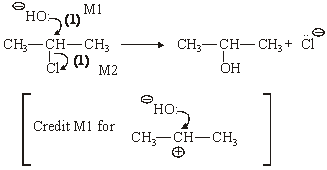 ⊖
HO: (1) M1
CH₃—CH—CH₃ ⟶ CH₃—CH—CH₃ + :Cl⊖
Cl (1) M2 OH
⊖
HO:
Credit M1 for CH₃—CH—CH₃
⊕